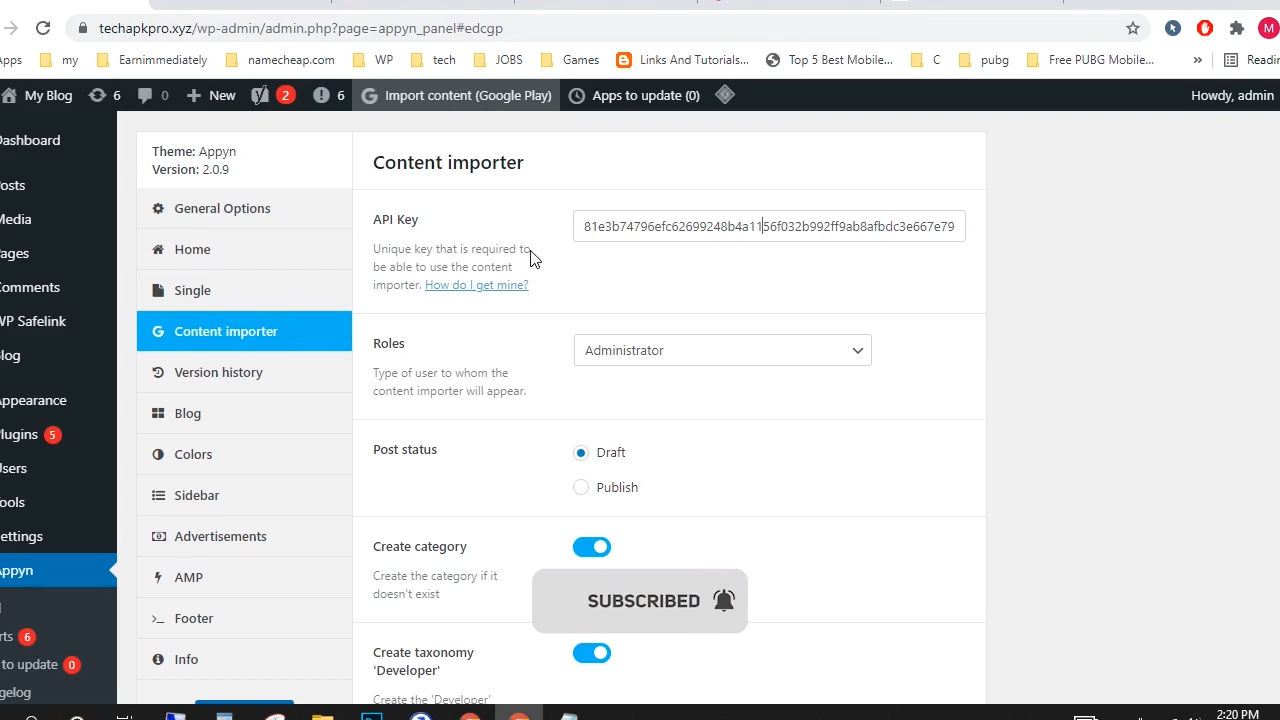 techapkpro.xyz/wp-admin/admin.php?page=appyn_panel#edcgp
M
pps my Earnimmediately namecheap.com WP tech JOBS Games Links And Tutorials... Top 5 Best Mobile... C pubg Free PUBG Mobile... » Readin
My Blog 6 0 + New 2 6 Import content (Google Play) Apps to update (0) Howdy, admin
Dashboard
osts
Media
ages
omments
WP Safelink
log
ppearance
lugins 5
sers
ools
ettings
Appyn
rts 6
to update 0
gelog
Theme: Appyn
Version: 2.0.9
General Options
Home
Single
Content importer
Version history
Blog
Colors
Sidebar
Advertisements
AMP
Footer
Info
Content importer
API Key
81e3b74796efc62699248b4a1156f032b992ff9ab8afbdc3e667e79
Unique key that is required to
be able to use the content
importer. How do I get mine?
Roles
Administrator
Type of user to whom the
content importer will appear.
Post status
Draft
Publish
Create category
Create the category if it
doesn't exist
SUBSCRIBED
Create taxonomy
'Developer'
Create the 'Developer'
2:20 PM